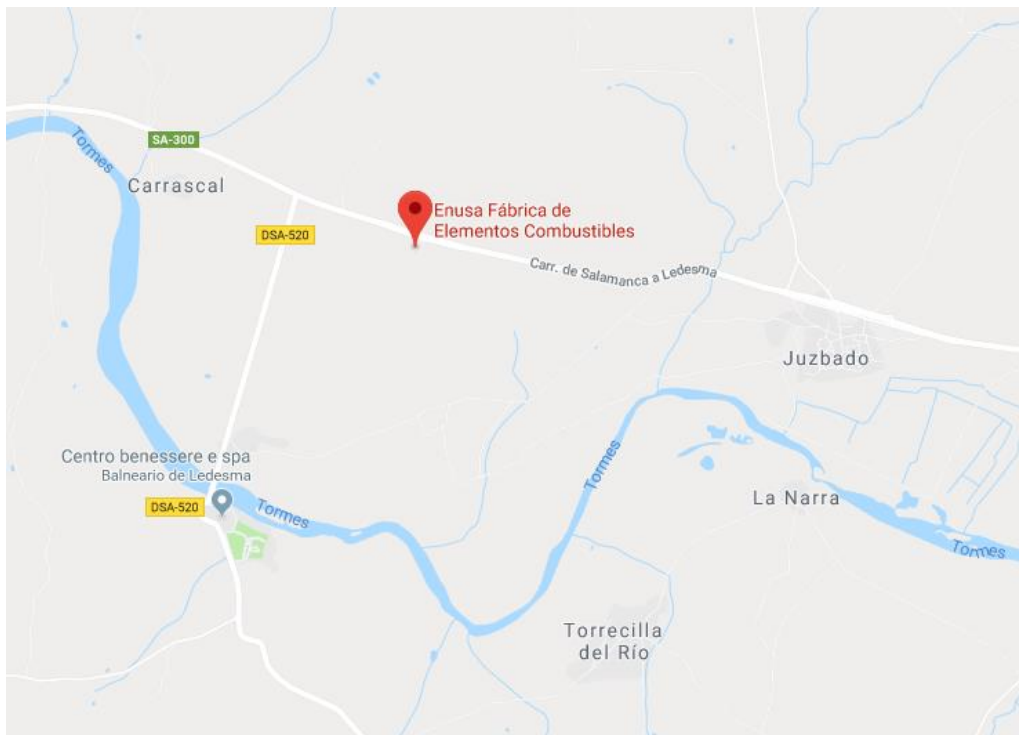 Tormes
SA-300
Carrascal
Enusa Fábrica de
Elementos Combustibles
DSA-520
Carr. de Salamanca a Ledesma
Juzbado
Centro benessere e spa
Balneario de Ledesma
DSA-520
Tormes
Tormes
La Narra
Tormes
Torrecilla
del Río